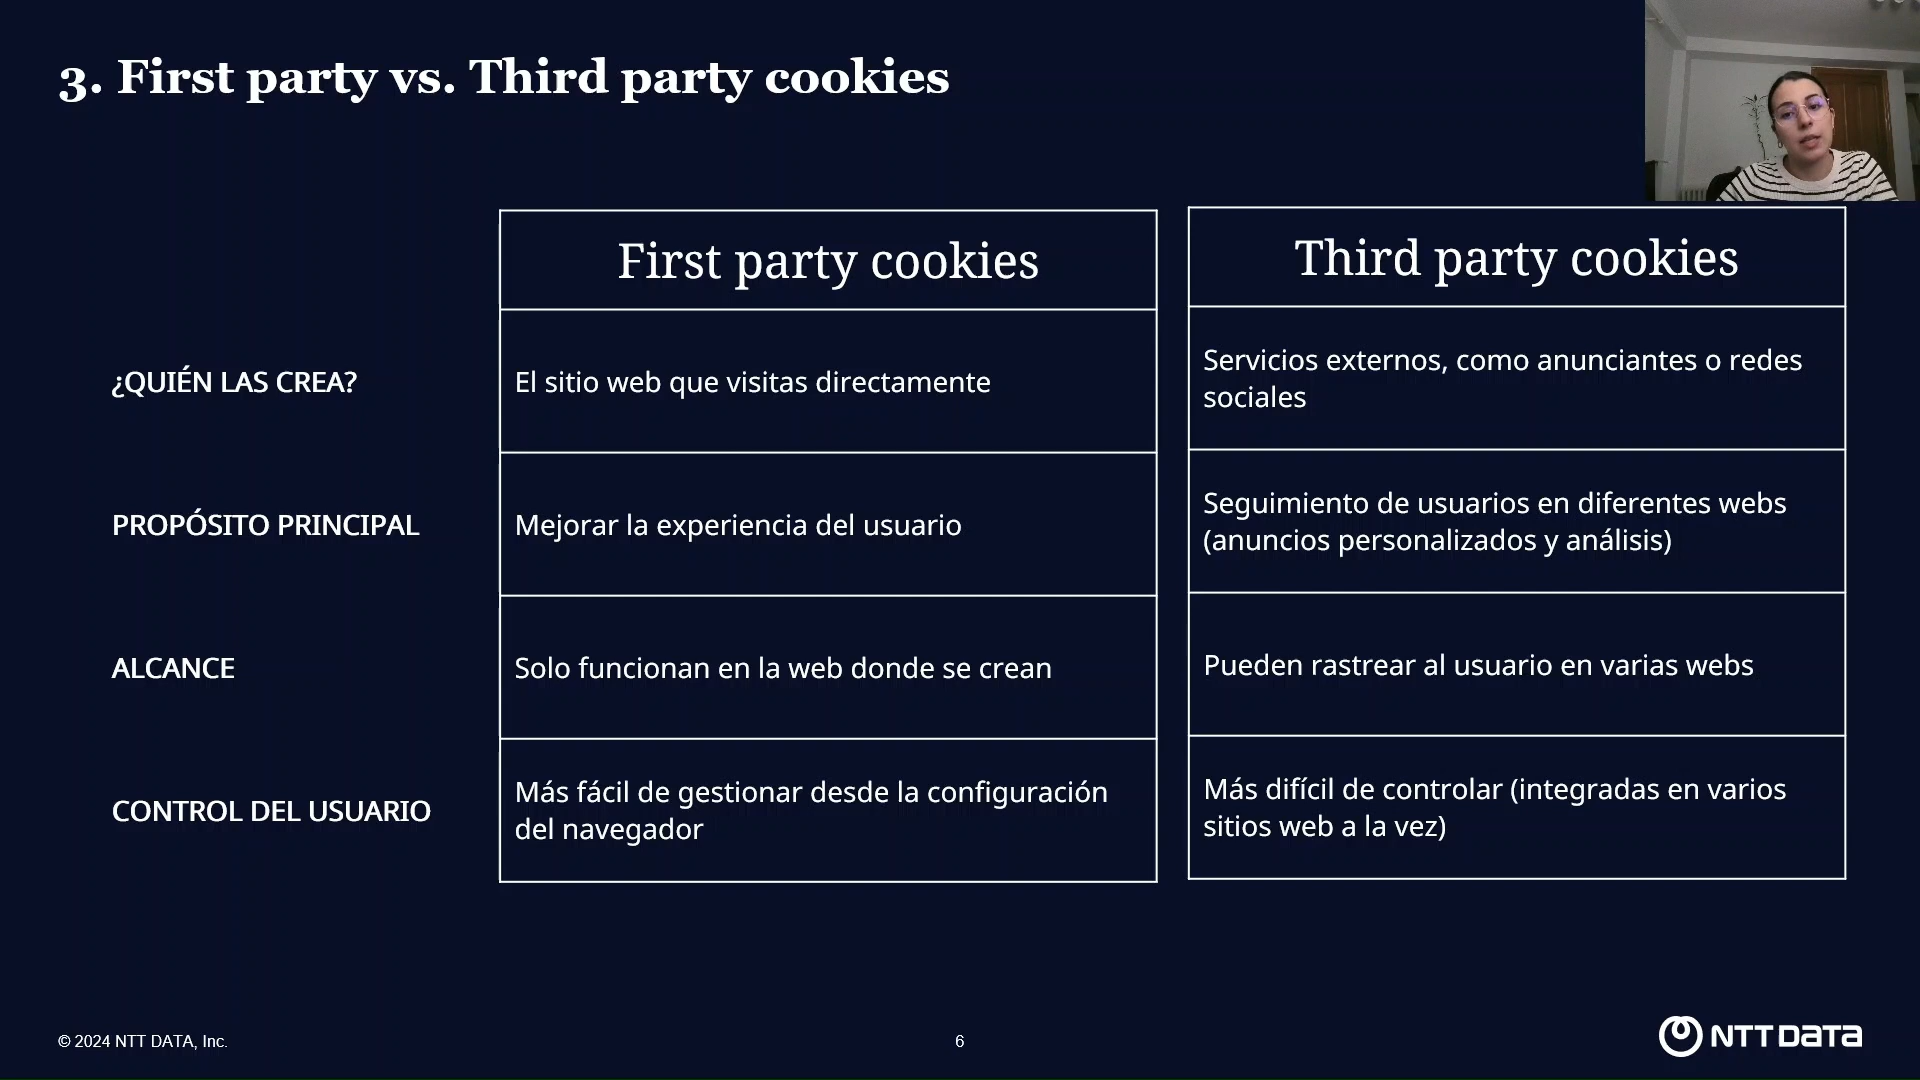 3. First party vs. Third party cookies
First party cookies
Third party cookies
¿QUIÉN LAS CREA?
El sitio web que visitas directamente
Servicios externos, como anunciantes o redes
sociales
PROPÓSITO PRINCIPAL
Mejorar la experiencia del usuario
Seguimiento de usuarios en diferentes webs
(anuncios personalizados y análisis)
ALCANCE
Solo funcionan en la web donde se crean
Pueden rastrear al usuario en varias webs
CONTROL DEL USUARIO
Más fácil de gestionar desde la configuración
del navegador
Más difícil de controlar (integradas en varios
sitios web a la vez)
© 2024 NTT DATA, Inc.
6
NTT DATA